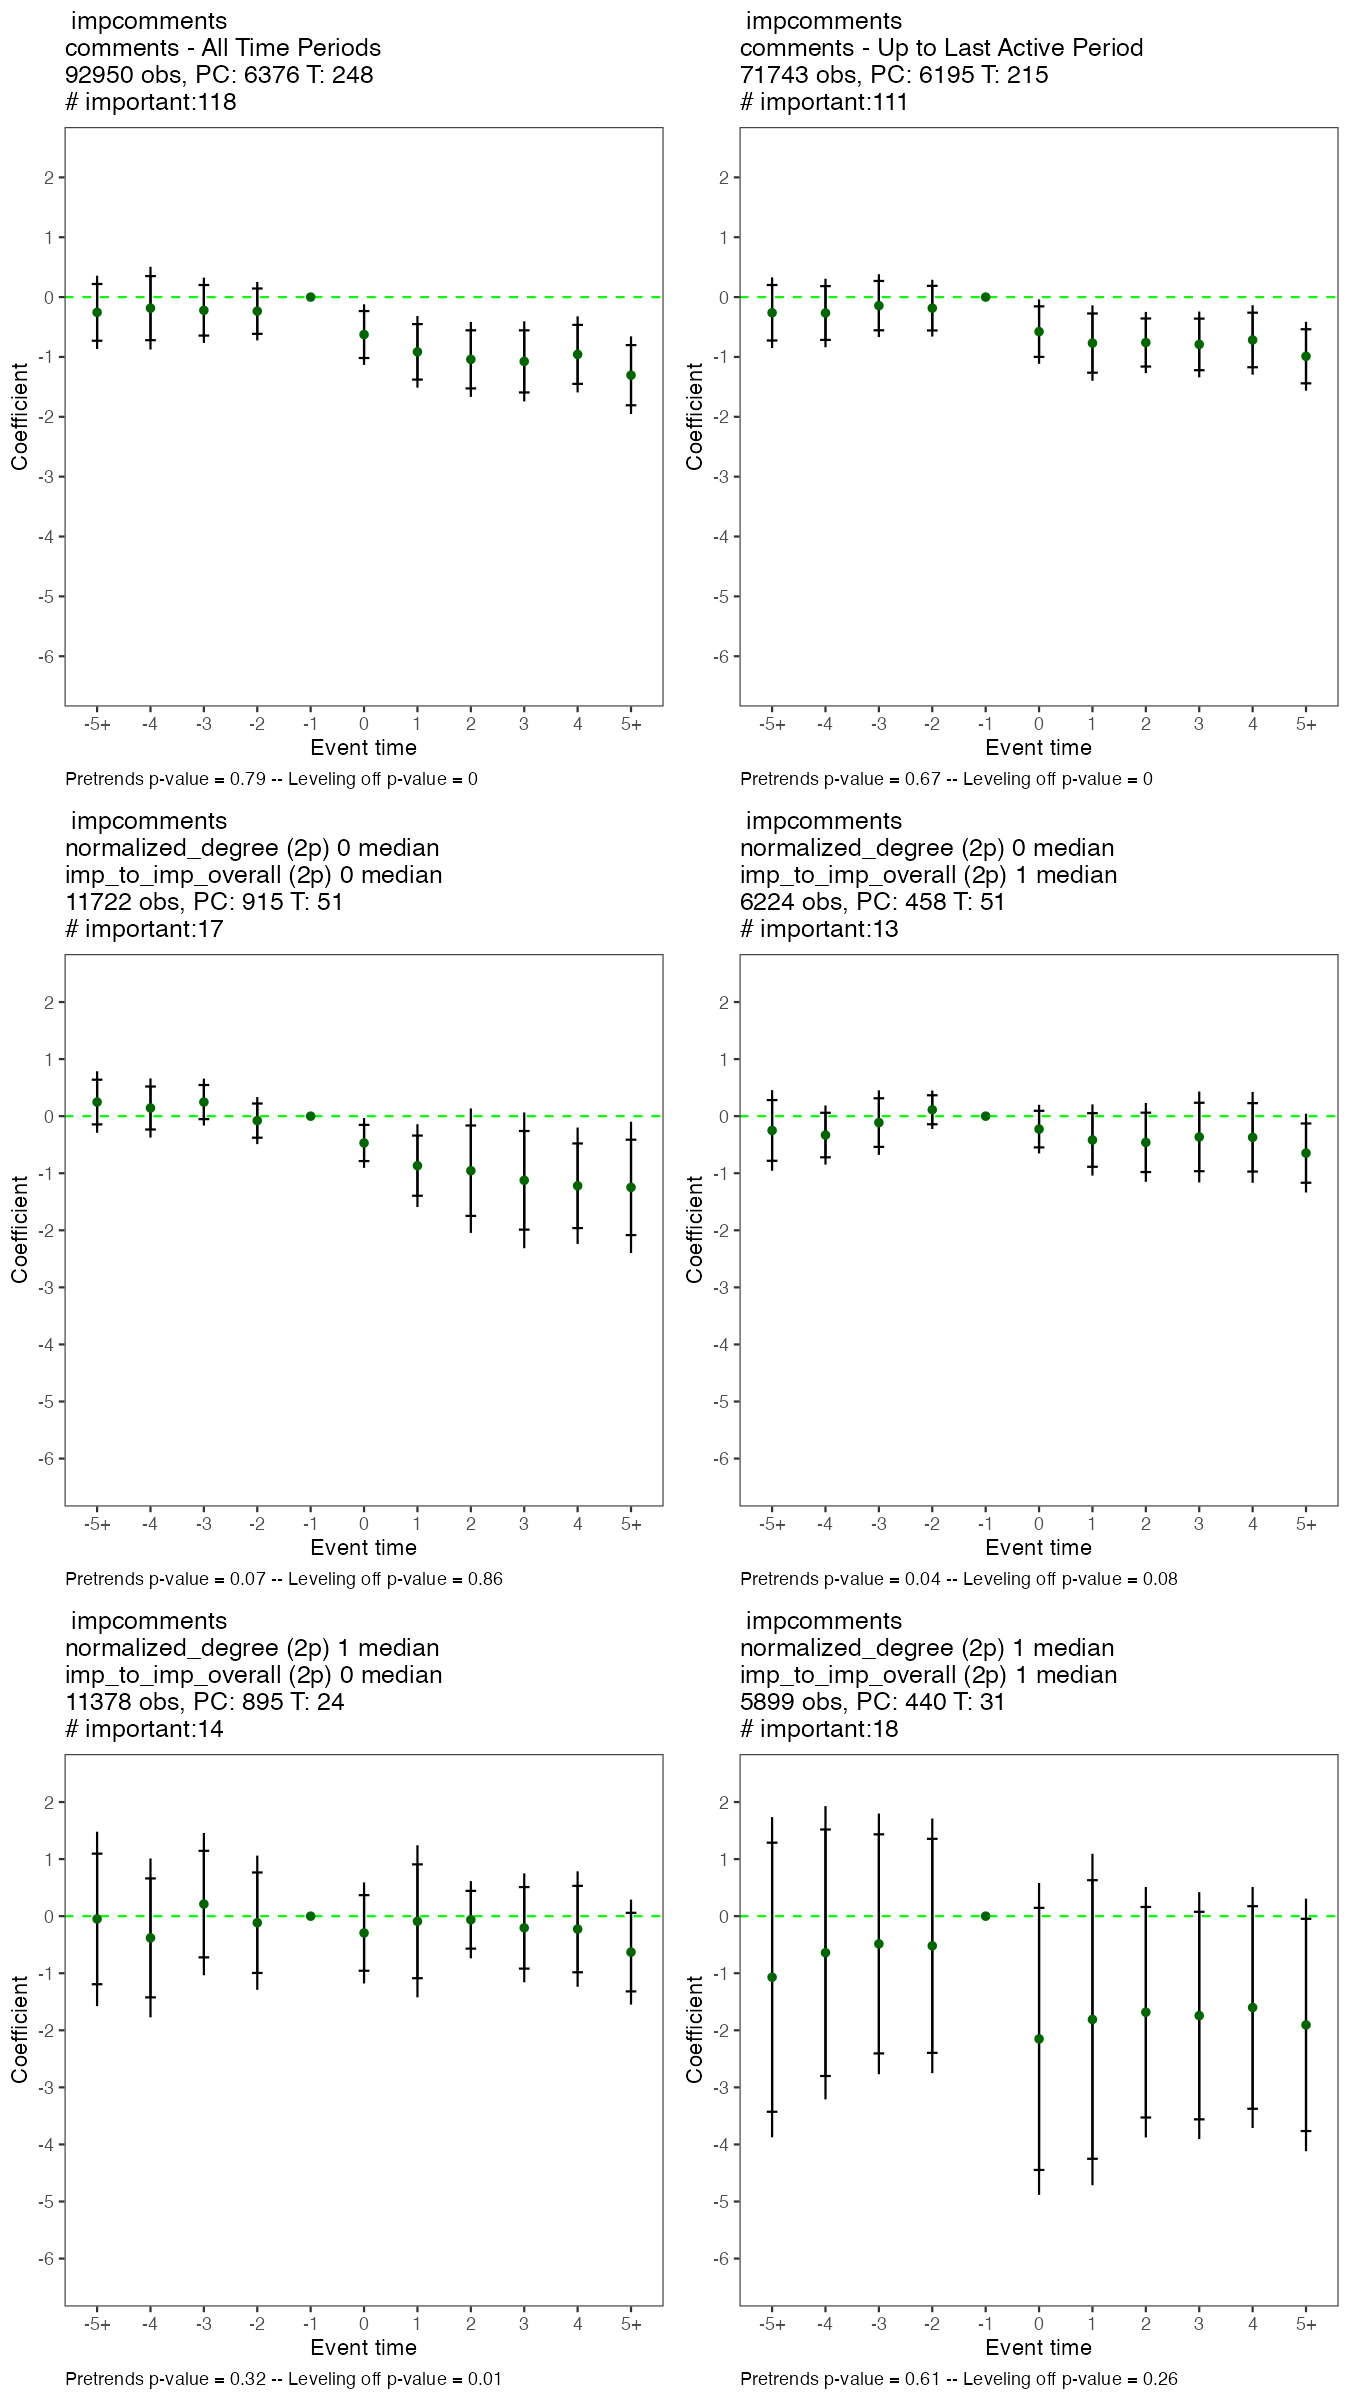 impcomments
comments - All Time Periods
92950 obs, PC: 6376 T: 248
# important:118
2
1
0
-1
-2
-3
-4
-5
-6
Coefficient
-5+ -4 -3 -2 -1 0 1 2 3 4 5+
Event time
Pretrends p-value = 0.79 -- Leveling off p-value = 0
impcomments
comments - Up to Last Active Period
71743 obs, PC: 6195 T: 215
# important:111
2
1
0
-1
-2
-3
-4
-5
-6
Coefficient
-5+ -4 -3 -2 -1 0 1 2 3 4 5+
Event time
Pretrends p-value = 0.67 -- Leveling off p-value = 0
impcomments
normalized_degree (2p) 0 median
imp_to_imp_overall (2p) 0 median
11722 obs, PC: 915 T: 51
# important:17
2
1
0
-1
-2
-3
-4
-5
-6
Coefficient
-5+ -4 -3 -2 -1 0 1 2 3 4 5+
Event time
Pretrends p-value = 0.07 -- Leveling off p-value = 0.86
impcomments
normalized_degree (2p) 0 median
imp_to_imp_overall (2p) 1 median
6224 obs, PC: 458 T: 51
# important:13
2
1
0
-1
-2
-3
-4
-5
-6
Coefficient
-5+ -4 -3 -2 -1 0 1 2 3 4 5+
Event time
Pretrends p-value = 0.04 -- Leveling off p-value = 0.08
impcomments
normalized_degree (2p) 1 median
imp_to_imp_overall (2p) 0 median
11378 obs, PC: 895 T: 24
# important:14
2
1
0
-1
-2
-3
-4
-5
-6
Coefficient
-5+ -4 -3 -2 -1 0 1 2 3 4 5+
Event time
Pretrends p-value = 0.32 -- Leveling off p-value = 0.01
impcomments
normalized_degree (2p) 1 median
imp_to_imp_overall (2p) 1 median
5899 obs, PC: 440 T: 31
# important:18
2
1
0
-1
-2
-3
-4
-5
-6
Coefficient
-5+ -4 -3 -2 -1 0 1 2 3 4 5+
Event time
Pretrends p-value = 0.61 -- Leveling off p-value = 0.26